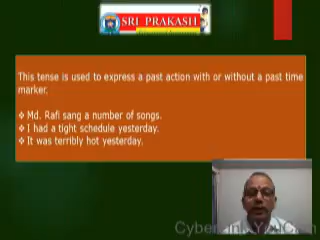 SRI PRAKASH
This tense is used to express a past action with or without a past time
marker.
❖ Md. Rafi sang a number of songs.
❖ I had a tight schedule yesterday.
❖ It was terribly hot yesterday.